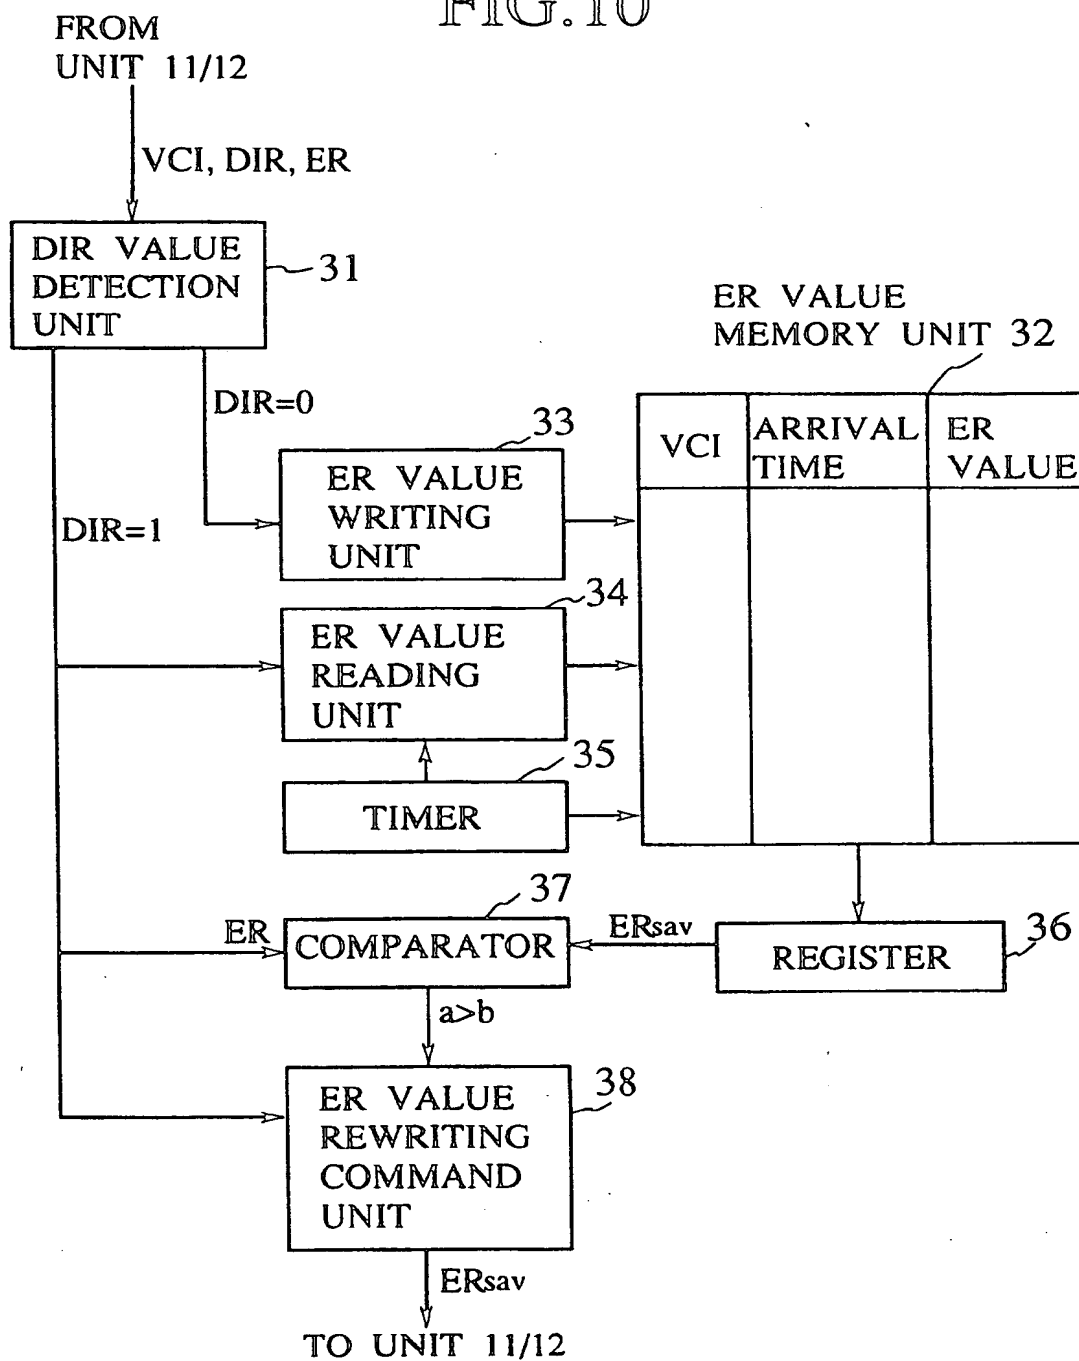 FIG.10
FROM
UNIT 11/12
VCI, DIR, ER
DIR VALUE
DETECTION
UNIT
31
ER VALUE
MEMORY UNIT 32
DIR=0
33
VCI
ARRIVAL
TIME
ER
VALUE
ER VALUE
WRITING
UNIT
DIR=1
34
ER VALUE
READING
UNIT
35
TIMER
37
ER
COMPARATOR
ERsav
REGISTER
36
a>b
ER VALUE
REWRITING
COMMAND
UNIT
38
ERsav
TO UNIT 11/12